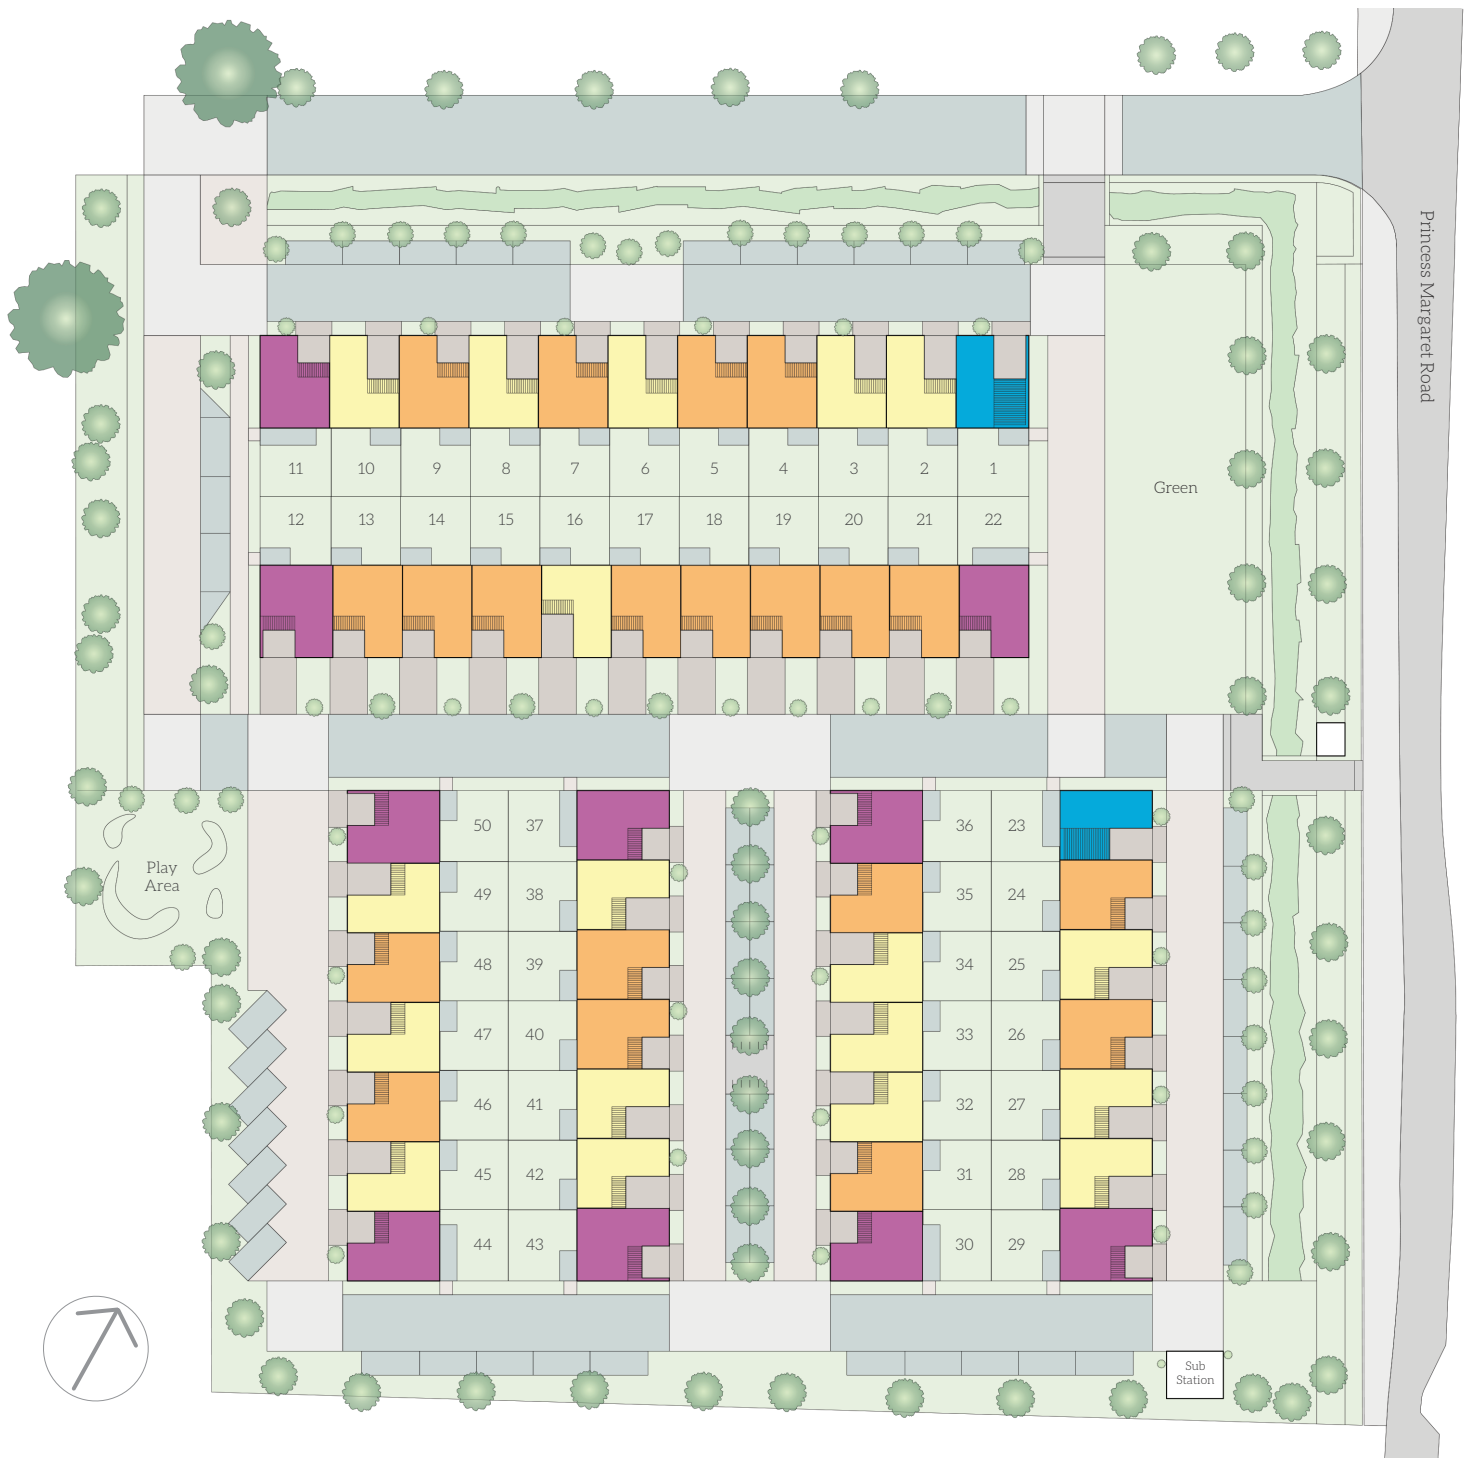 Princess Margaret Road
11 10 9 8 7 6 5 4 3 2 1
Green
12 13 14 15 16 17 18 19 20 21 22
50 37 36 23
Play
Area
49 38 35 24
48 39 34 25
47 40 33 26
46 41 32 27
45 42 31 28
44 43 30 29
Sub
Station